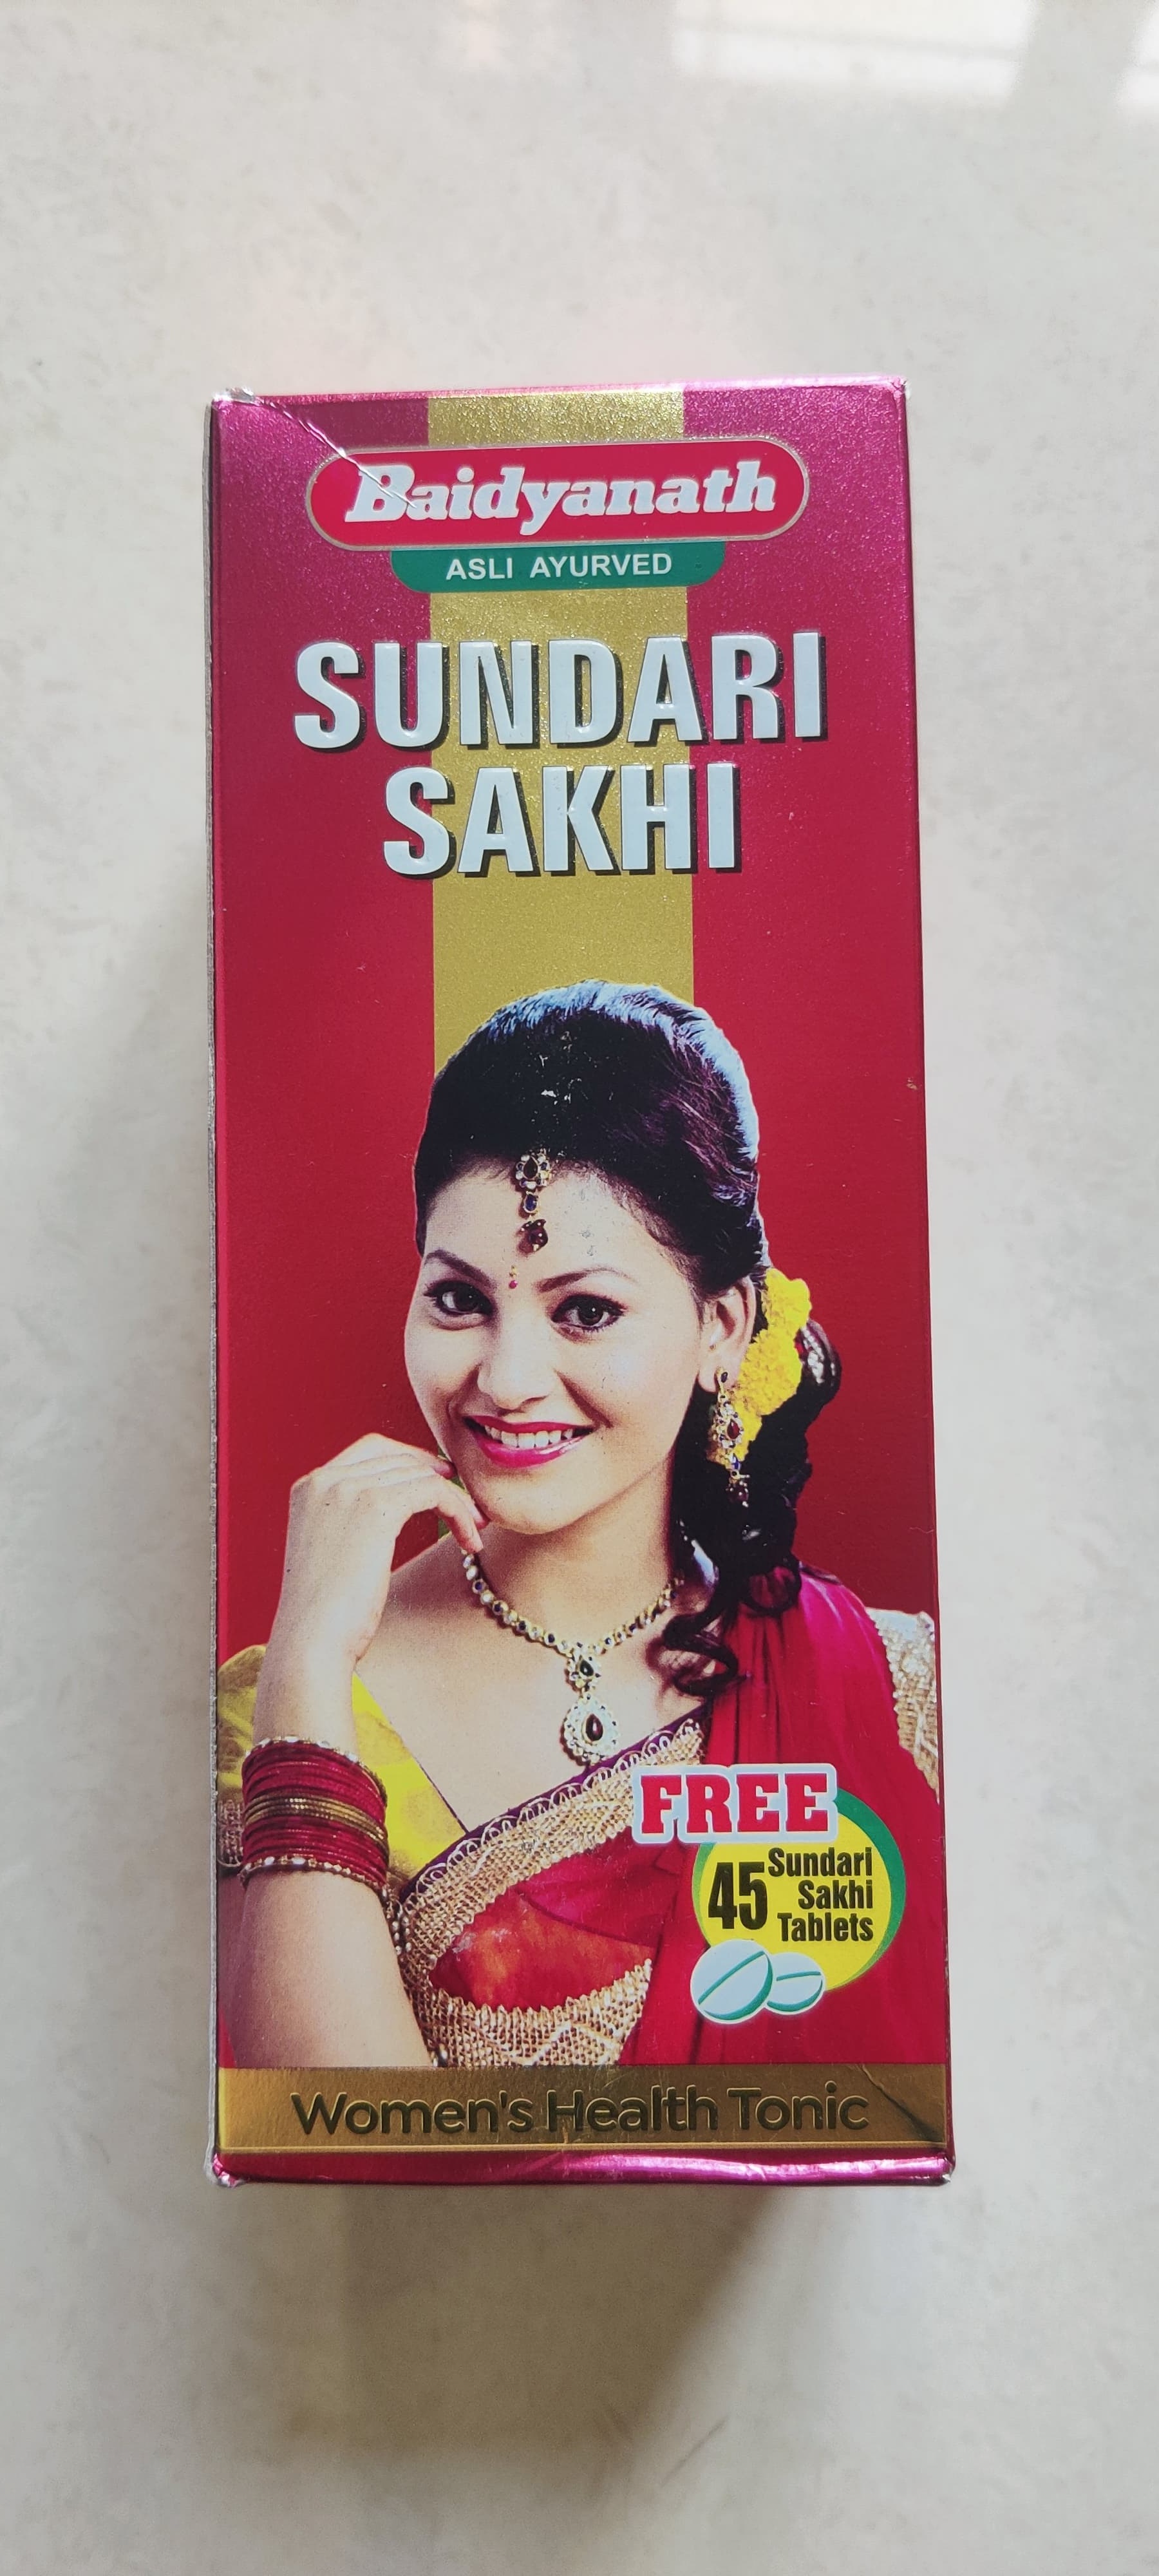 Baidyanath
ASLI AYURVED
SUNDARI
SAKHI
FREE
45 Sundari
Sakhi
Tablets
Women's Health Tonic